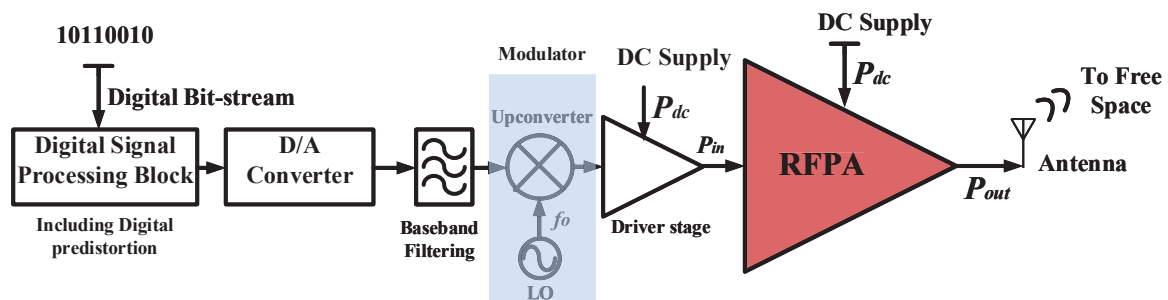 10110010
Digital Bit-stream
Digital Signal
Processing Block
Including Digital
predistortion
D/A
Converter
Baseband
Filtering
Modulator
Upconverter
fo
LO
DC Supply
Pdc
Driver stage
Pin
DC Supply
Pdc
RFPA
Pout
To Free
Space
Antenna